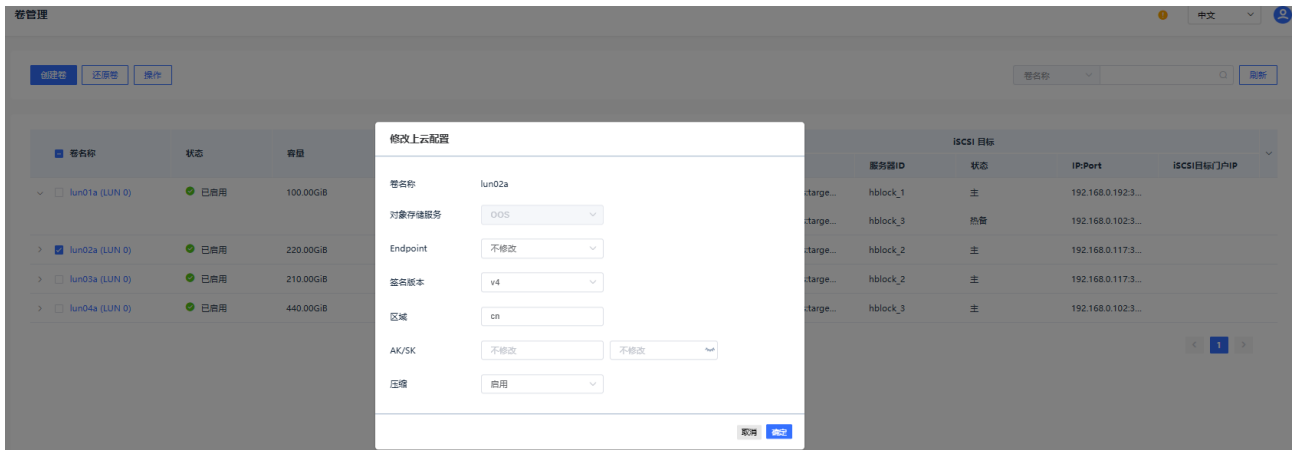 卷管理
中文
创建卷 还原卷 操作
卷名称 刷新
卷名称 状态 容量 iSCSI 目标
服务器ID 状态 IP:Port iSCSI目标门户IP
lun01a (LUN 0) 已启用 100.00GiB :targe... hblock_1 主 192.168.0.192:3...
:targe... hblock_3 热备 192.168.0.102:3...
lun02a (LUN 0) 已启用 220.00GiB :targe... hblock_2 主 192.168.0.117:3...
lun03a (LUN 0) 已启用 210.00GiB :targe... hblock_2 主 192.168.0.117:3...
lun04a (LUN 0) 已启用 440.00GiB :targe... hblock_3 主 192.168.0.102:3...
1
修改上云配置
卷名称 lun02a
对象存储服务 OOS
Endpoint 不修改
签名版本 v4
区域 cn
AK/SK 不修改 不修改
压缩 启用
取消 确定